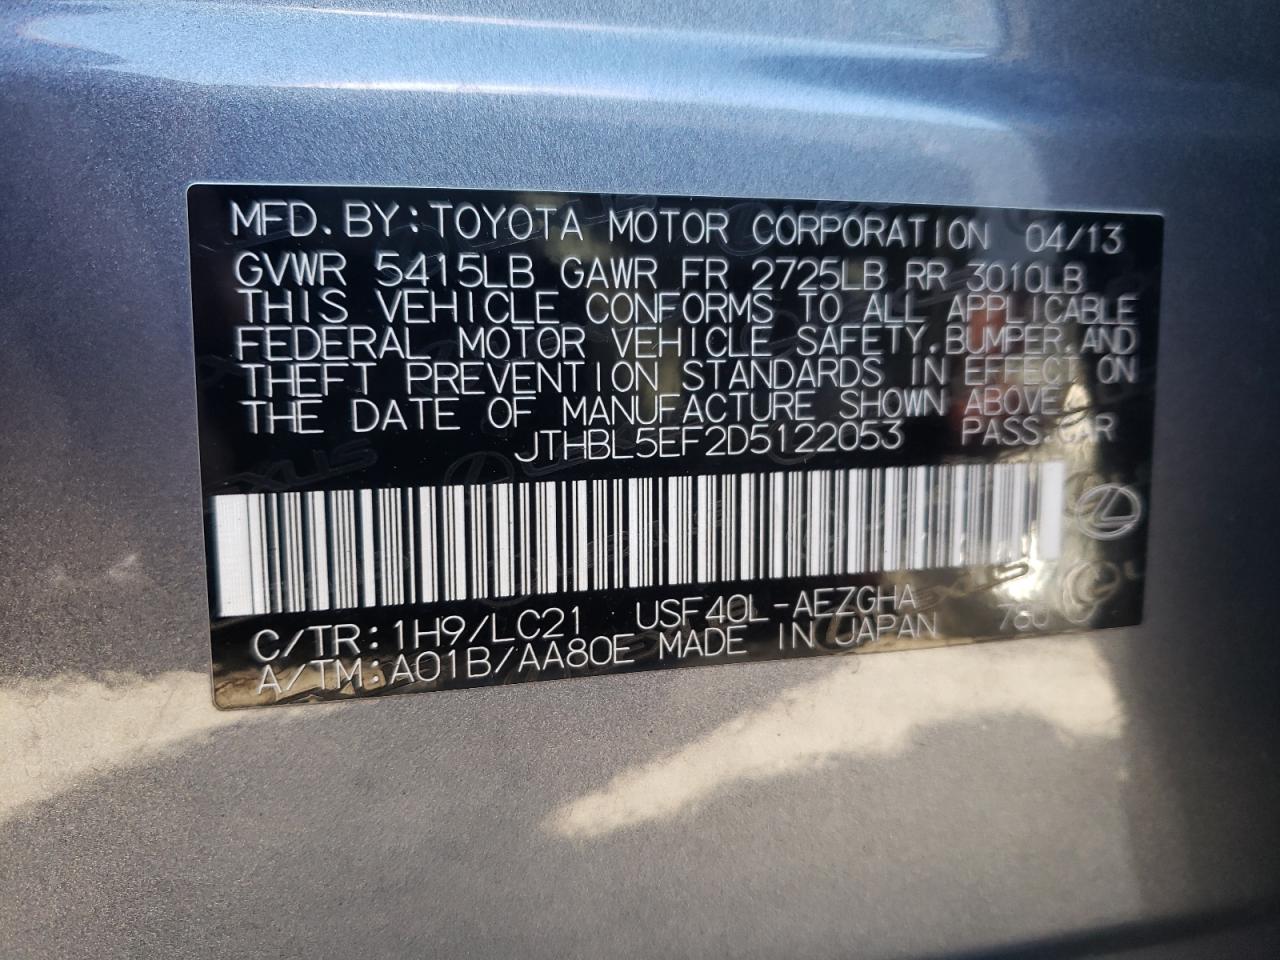 MFD.BY:TOYOTA MOTOR CORPORATION 04/13
GVWR 5415LB GAWR FR 2725LB RR 3010LB
THIS VEHICLE CONFORMS TO ALL APPLICABLE
FEDERAL MOTOR VEHICLE SAFETY,BUMPER,AND
THEFT PREVENTION STANDARDS IN EFFECT ON
THE DATE OF MANUFACTURE SHOWN ABOVE.
JTHBL5EF2D5122053 PASS.CAR
C/TR:1H9/LC21 USF40L-AEZGHA
A/TM:A01B/AA80E MADE IN JAPAN